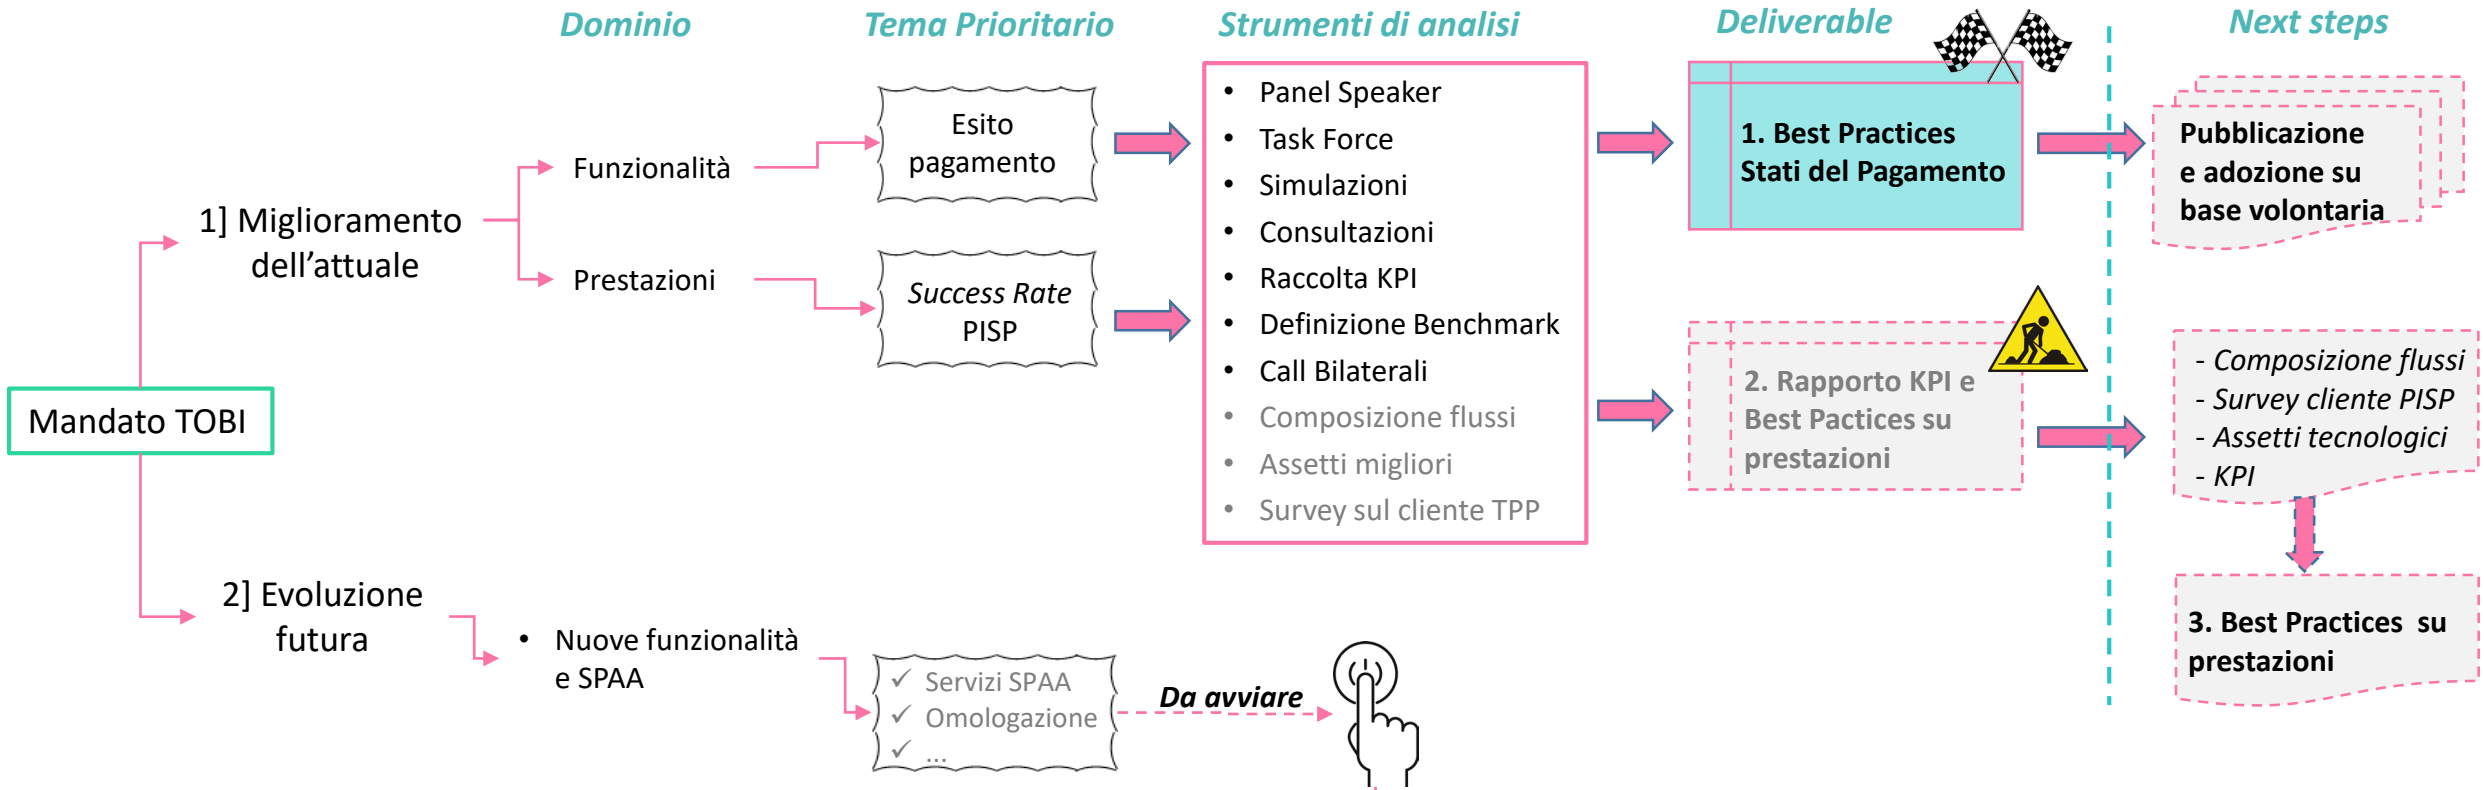 Dominio
Tema Prioritario
Strumenti di analisi
Deliverable
Next steps
Mandato TOBI
1] Miglioramento
dell’attuale
Funzionalità
Prestazioni
Esito
pagamento
Success Rate
PISP
• Panel Speaker
• Task Force
• Simulazioni
• Consultazioni
• Raccolta KPI
• Definizione Benchmark
• Call Bilaterali
• Composizione flussi
• Assetti migliori
• Survey sul cliente TPP
1. Best Practices
Stati del Pagamento
2. Rapporto KPI e
Best Pactices su
prestazioni
Pubblicazione
e adozione su
base volontaria
- Composizione flussi
- Survey cliente PISP
- Assetti tecnologici
- KPI
3. Best Practices su
prestazioni
2] Evoluzione
futura
• Nuove funzionalità
e SPAA
✓ Servizi SPAA
✓ Omologazione
✓ ...
Da avviare